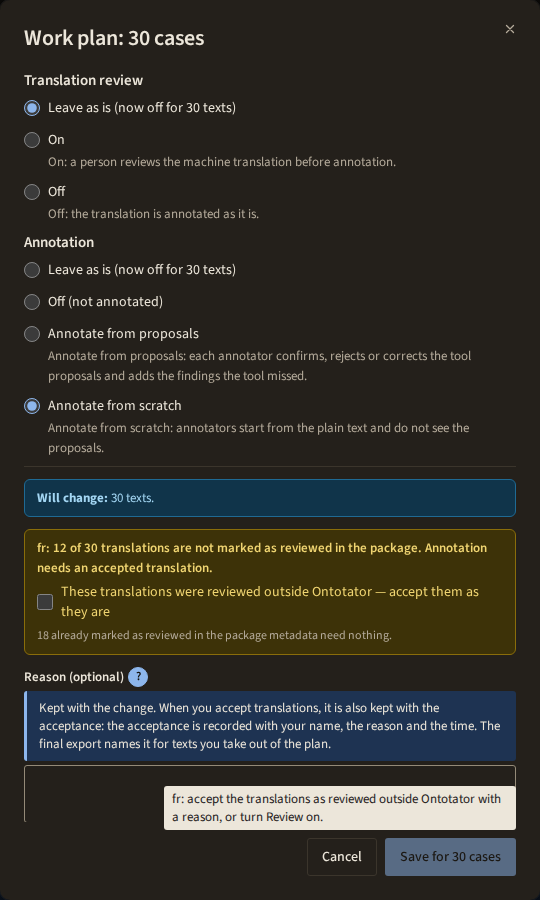 Work plan: 30 cases
×
Translation review
Leave as is (now off for 30 texts)
On
On: a person reviews the machine translation before annotation.
Off
Off: the translation is annotated as it is.
Annotation
Leave as is (now off for 30 texts)
Off (not annotated)
Annotate from proposals
Annotate from proposals: each annotator confirms, rejects or corrects the tool
proposals and adds the findings the tool missed.
Annotate from scratch
Annotate from scratch: annotators start from the plain text and do not see the
proposals.
Will change: 30 texts.
fr: 12 of 30 translations are not marked as reviewed in the package. Annotation
needs an accepted translation.
These translations were reviewed outside Ontotator — accept them as
they are
18 already marked as reviewed in the package metadata need nothing.
Reason (optional) ?
Kept with the change. When you accept translations, it is also kept with the
acceptance: the acceptance is recorded with your name, the reason and the time. The
final export names it for texts you take out of the plan.
fr: accept the translations as reviewed outside Ontotator with
a reason, or turn Review on.
Cancel
Save for 30 cases